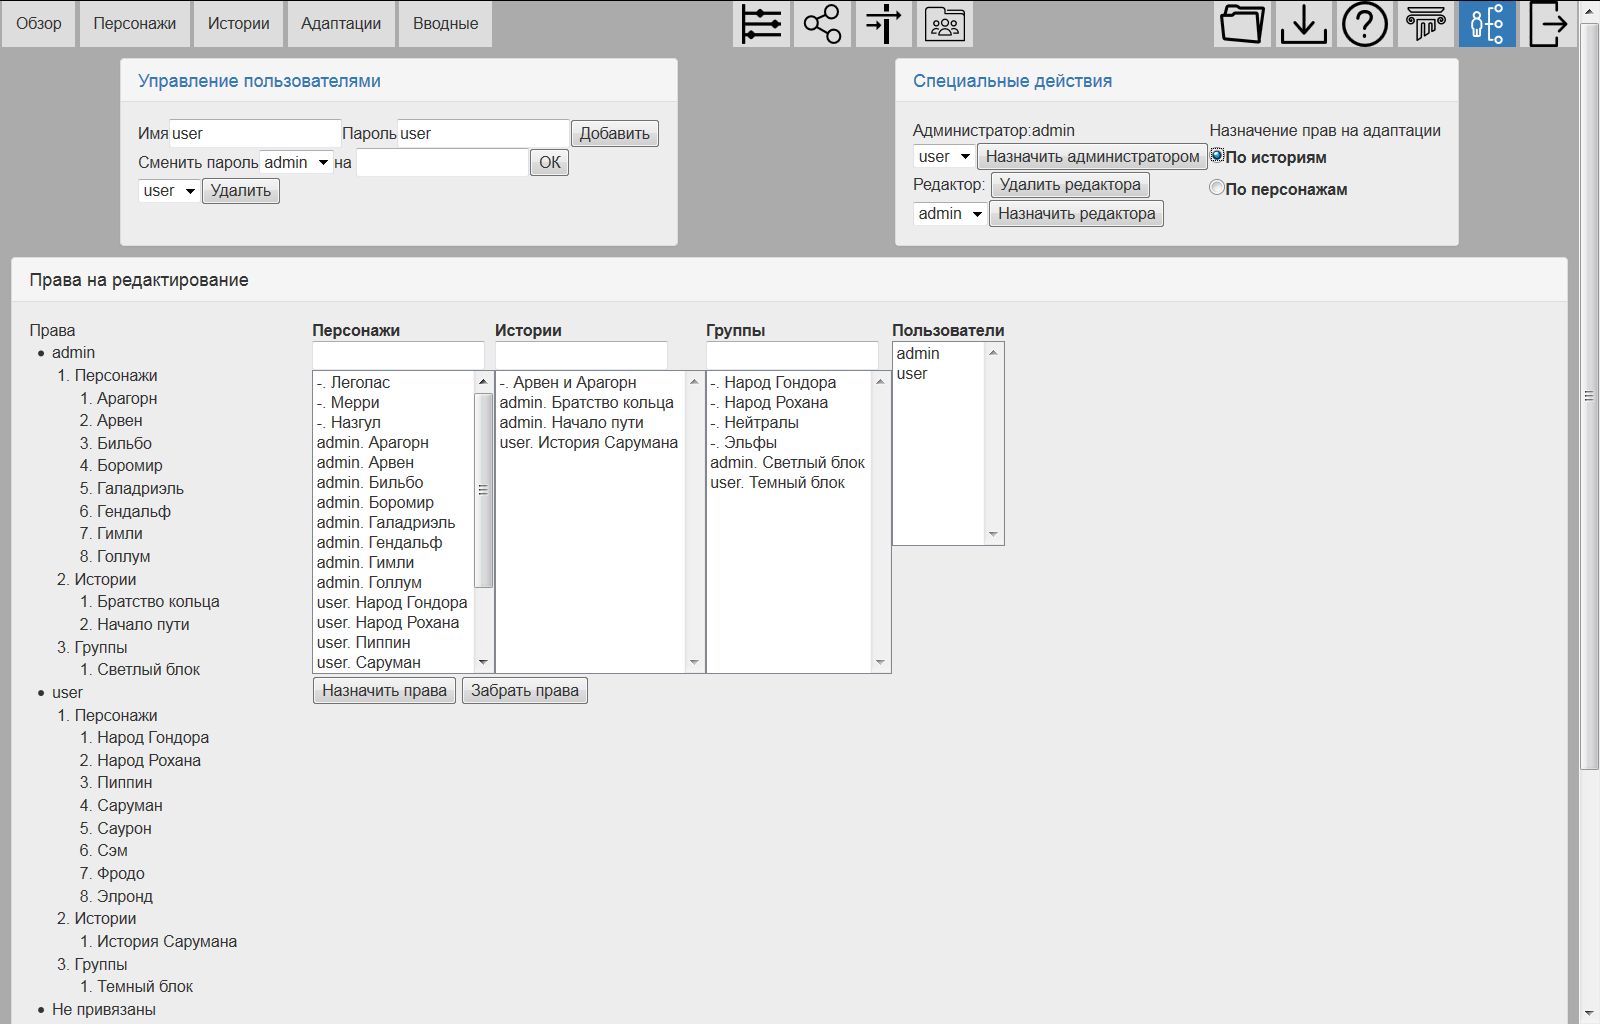 Обзор Персонажи Истории Адаптации Вводные
Управление пользователями
Имя user Пароль user Добавить
Сменить пароль admin на ОК
user Удалить
Специальные действия
Администратор:admin
user Назначить администратором
Редактор: Удалить редактора
admin Назначить редактора
Назначение прав на адаптации
По историям
По персонажам
Права на редактирование
Права
admin
1. Персонажи
1. Арагорн
2. Арвен
3. Бильбо
4. Боромир
5. Галадриэль
6. Гендальф
7. Гимли
8. Голлум
2. Истории
1. Братство кольца
2. Начало пути
3. Группы
1. Светлый блок
user
1. Персонажи
1. Народ Гондора
2. Народ Рохана
3. Пиппин
4. Саруман
5. Саурон
6. Сэм
7. Фродо
8. Элронд
2. Истории
1. История Сарумана
3. Группы
1. Темный блок
Не привязаны
Персонажи
-. Леголас
-. Мерри
-. Назгул
admin. Арагорн
admin. Арвен
admin. Бильбо
admin. Боромир
admin. Галадриэль
admin. Гендальф
admin. Гимли
admin. Голлум
user. Народ Гондора
user. Народ Рохана
user. Пиппин
user. Саруман
Истории
-. Арвен и Арагорн
admin. Братство кольца
admin. Начало пути
user. История Сарумана
Группы
-. Народ Гондора
-. Народ Рохана
-. Нейтралы
-. Эльфы
admin. Светлый блок
user. Темный блок
Пользователи
admin
user
Назначить права Забрать права